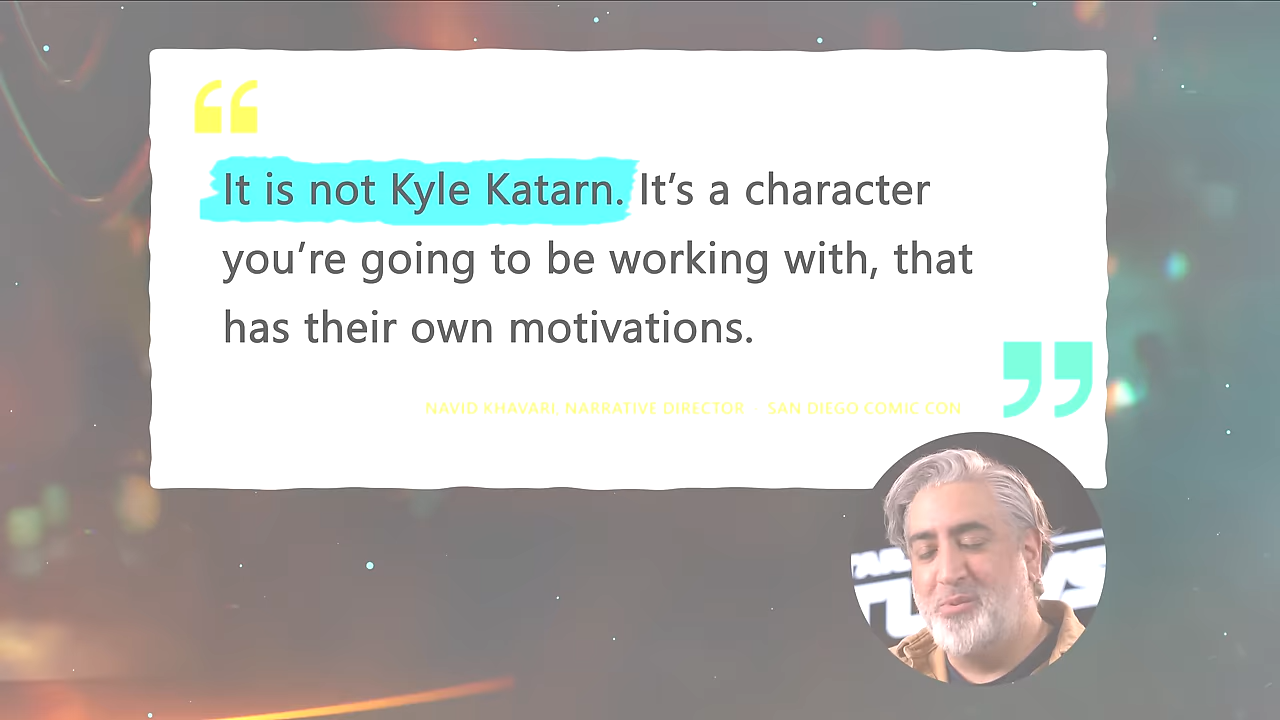 It is not Kyle Katarn. It’s a character
you’re going to be working with, that
has their own motivations.
NAVID KHAVARI, NARRATIVE DIRECTOR - SAN DIEGO COMIC CON